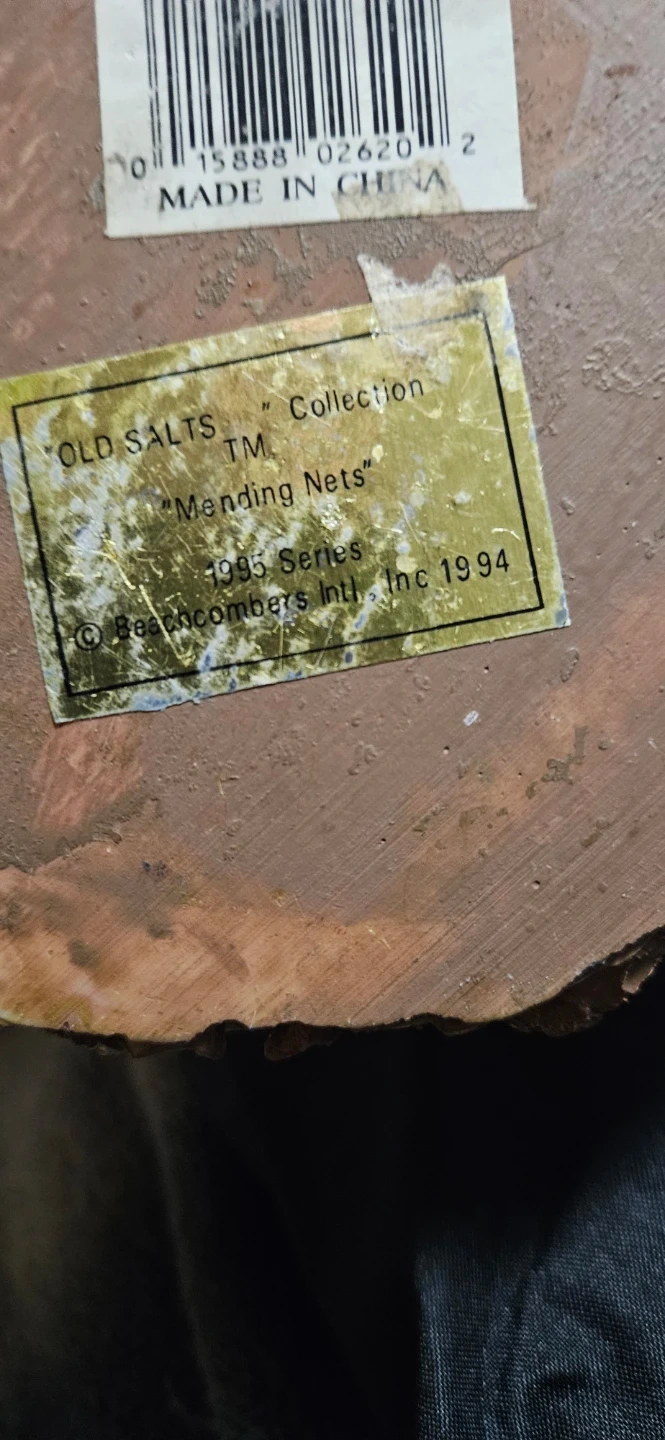 0 15888 02620 2
MADE IN CHINA
"OLD SALTS " Collection
TM
"Mending Nets"
1995 Series
© Beachcombers Intl., Inc 1994